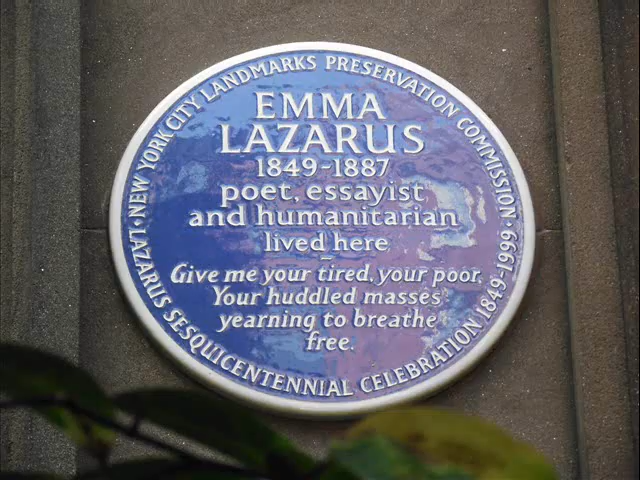 NEW YORK CITY LANDMARKS PRESERVATION COMMISSION
EMMA
LAZARUS
1849-1887
poet, essayist
and humanitarian
lived here
Give me your tired, your poor,
Your huddled masses
yearning to breathe
free.
LAZARUS SESQUICENTENNIAL CELEBRATION 1849-1999